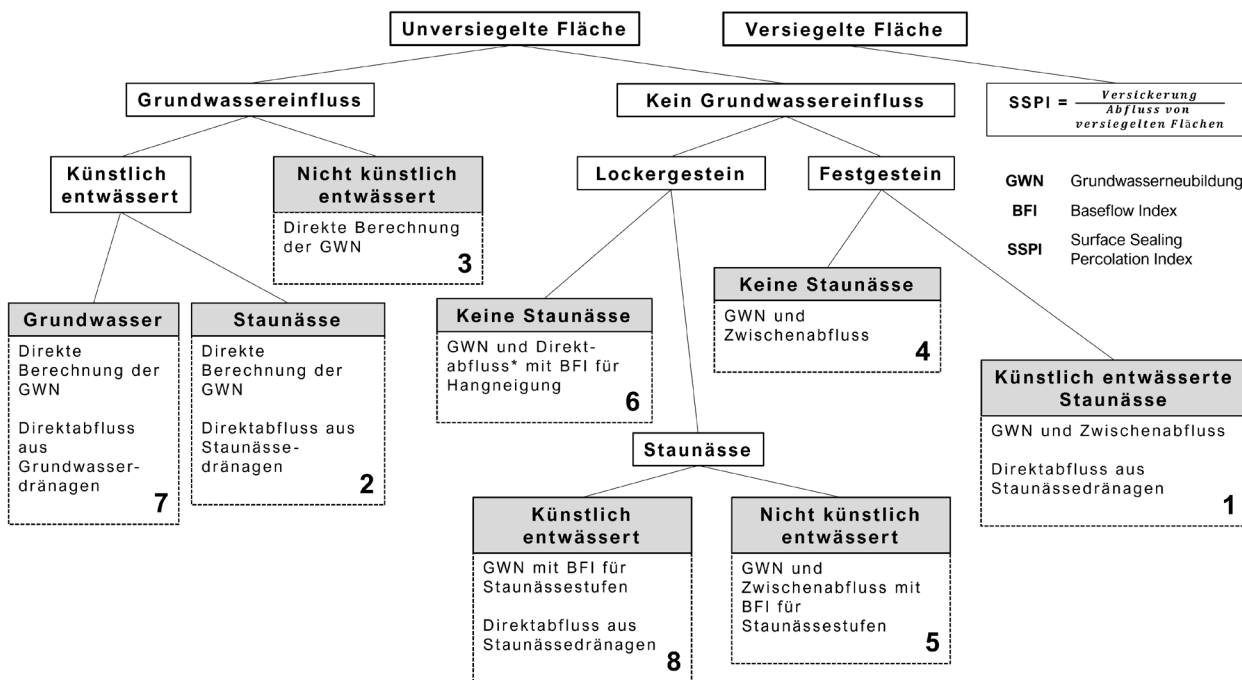 Unversiegelte Fläche
Versiegelte Fläche
Grundwassereinfluss
Kein Grundwassereinfluss
SSPI = Versickerung
Abfluss von
versiegelten Flächen
Künstlich
entwässert
Nicht künstlich
entwässert
Direkte Berechnung
der GWN
3
Lockergestein
Festgestein
GWN Grundwasserneubildung
BFI Baseflow Index
SSPI Surface Sealing
Percolation Index
Grundwasser
Direkte
Berechnung der
GWN
Direktabfluss
aus
Grundwasser-
dränagen
7
Staunässe
Direkte
Berechnung der
GWN
Direktabfluss aus
Staunässe-
dränagen
2
Keine Staunässe
GWN und Direkt-
abfluss* mit BFI für
Hangneigung
6
Keine Staunässe
GWN und
Zwischenabfluss
4
Künstlich entwässerte
Staunässe
GWN und Zwischenabfluss
Direktabfluss aus
Staunässedränagen
1
Staunässe
Künstlich
entwässert
GWN mit BFI für
Staunässestufen
Direktabfluss aus
Staunässedränagen
8
Nicht künstlich
entwässert
GWN und
Zwischenabfluss mit
BFI für
Staunässestufen
5